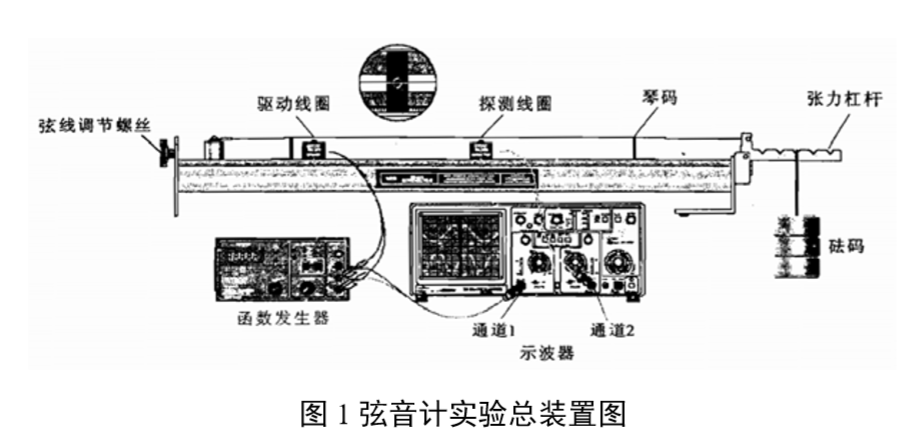 驱动线圈
探测线圈
琴码
张力杠杆
弦线调节螺丝
砝码
函数发生器
通道1
通道2
示波器
图 1 弦音计实验总装置图